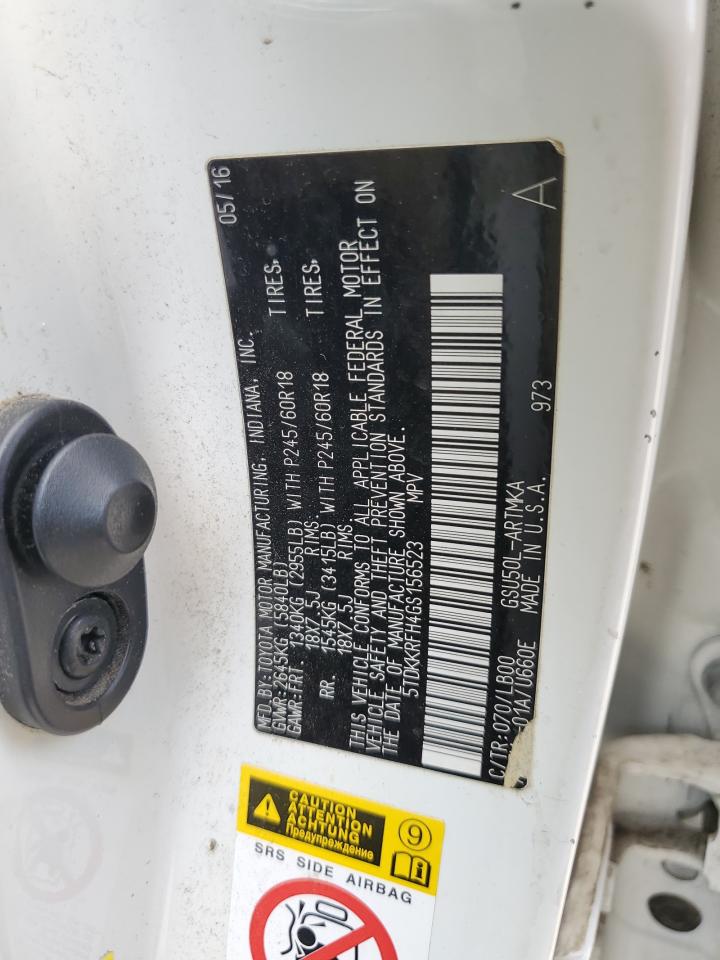 MFD.BY:TOYOTA MOTOR MANUFACTURING, INDIANA, INC. 05/16
GVWR:2645KG (5840LB)
GAWR:FRT. 1340KG (2955LB) WITH P245/60R18 TIRES,
18X7.5J RIMS.
RR. 1545KG (3415LB) WITH P245/60R18 TIRES,
18X7.5J RIMS.
THIS VEHICLE CONFORMS TO ALL APPLICABLE FEDERAL MOTOR
VEHICLE SAFETY AND THEFT PREVENTION STANDARDS IN EFFECT ON
THE DATE OF MANUFACTURE SHOWN ABOVE.
5TDKKRFH4GS156523 MPV
C/TR:070/LB00 GSU50L-ARTMKA 973 A
01A/U660E MADE IN U.S.A.
CAUTION
ATTENTION
ACHTUNG
Предупреждение
9
SRS SIDE AIRBAG